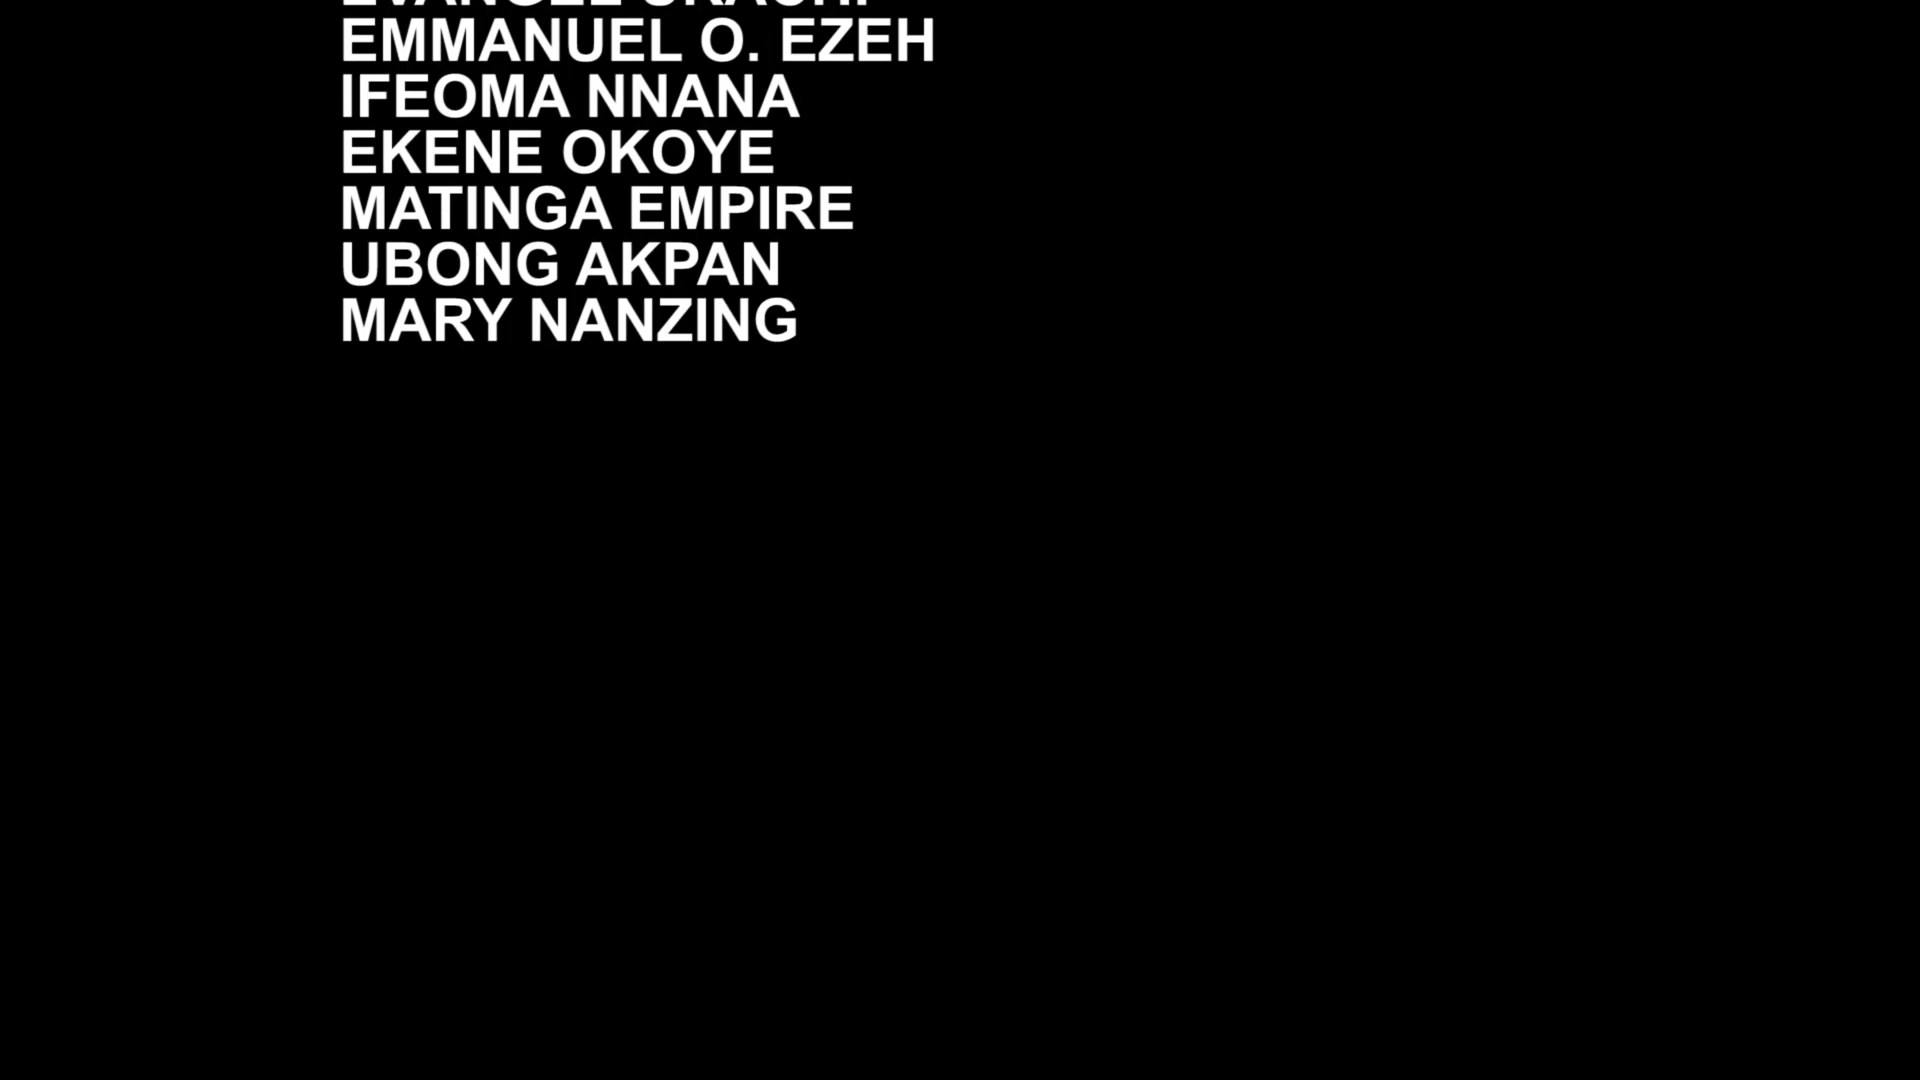 EMMANUEL O. EZEH
IFEOMA NNANA
EKENE OKOYE
MATINGA EMPIRE
UBONG AKPAN
MARY NANZING